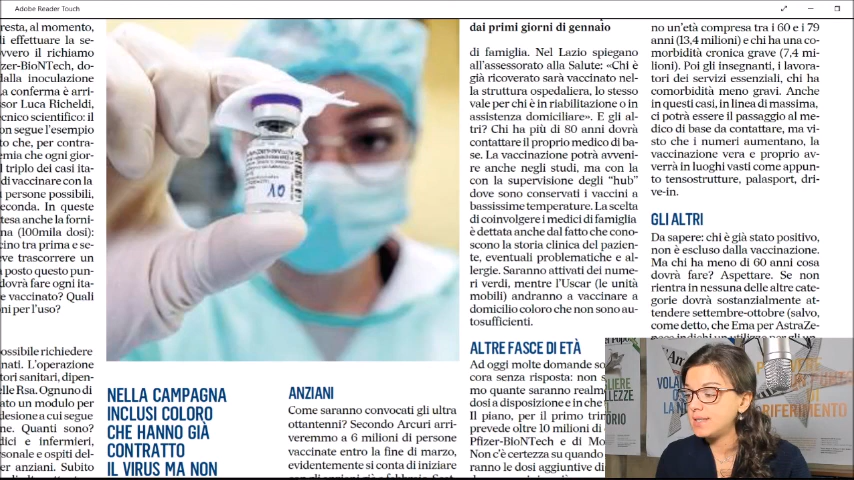 Adobe Reader Touch
resta, al momento,
li effettuare la se-
vvero il richiamo
zer-BioNTech, do-
dalla inoculazione
a conferma è arri-
sor Luca Richeldi,
cnico scientifico: il
on segue l'esempio
to che, per contra-
emia che ogni gior-
l triplo dei casi ita-
di vaccinare con la
i persone possibili,
econda. In queste
tesa anche la forni-
na (100mila dosi):
cino tra prima e se-
eve trascorrere un
a posto questo pun-
dovrà fare ogni ita-
e vaccinato? Quali
ni per l'uso?
ossibile richiedere
nati. L'operazione
tori sanitari, dipen-
lle Rsa. Ognuno di
ato un modulo per
desione a cui segue
ne. Quanti sono?
dici e infermieri,
rsonale e ospiti del-
er anziani. Subito
10
NELLA CAMPAGNA
INCLUSI COLORO
CHE HANNO GIÀ
CONTRATTO
IL VIRUS MA NON
ANZIANI
Come saranno convocati gli ultra
ottantenni? Secondo Arcuri arri-
veremmo a 6 milioni di persone
vaccinate entro la fine di marzo,
evidentemente si conta di iniziare
dai primi giorni di gennaio
di famiglia. Nel Lazio spiegano
all'assessorato alla Salute: «Chi è
già ricoverato sarà vaccinato nel-
la struttura ospedaliera, lo stesso
vale per chi è in riabilitazione o in
assistenza domiciliare». E gli al-
tri? Chi ha più di 80 anni dovrà
contattare il proprio medico di ba-
se. La vaccinazione potrà avveni-
re anche negli studi, ma con la
con la supervisione degli "hub"
dove sono conservati i vaccini a
bassissime temperature. La scelta
di coinvolgere i medici di famiglia
è dettata anche dal fatto che cono-
scono la storia clinica del pazien-
te, eventuali problematiche e al-
lergie. Saranno attivati dei nume-
ri verdi, mentre l'Uscar (le unità
mobili) andranno a vaccinare a
domicilio coloro che non sono au-
tosufficienti.
ALTRE FASCE DI ETÀ
Ad oggi molte domande so
cora senza risposta: non s
mo quante saranno realm
dosi a disposizione e in che
Il piano, per il primo trim
prevede oltre 10 milioni di
Pfizer-BioNTech e di Mo
Non c'è certezza su quando
ranno le dosi aggiuntive di
no un'età compresa tra i 60 e i 79
anni (13,4 milioni) e chi ha una co-
morbidità cronica grave (7,4 mi-
lioni). Poi gli insegnanti, i lavora-
tori dei servizi essenziali, chi ha
comorbidità meno gravi. Anche
in questi casi, in linea di massima,
ci potrà essere il passaggio al me-
dico di base da contattare, ma vi-
sto che i numeri aumentano, la
vaccinazione vera e proprio av-
verrà in luoghi vasti come appun-
to tensostrutture, palasport, dri-
ve-in.
GLI ALTRI
Da sapere: chi è già stato positivo,
non è escluso dalla vaccinazione.
Ma chi ha meno di 60 anni cosa
dovrà fare? Aspettare. Se non
rientra in nessuna delle altre cate-
gorie dovrà sostanzialmente at-
tendere settembre-ottobre (salvo,
come detto, che Ema per AstraZe-